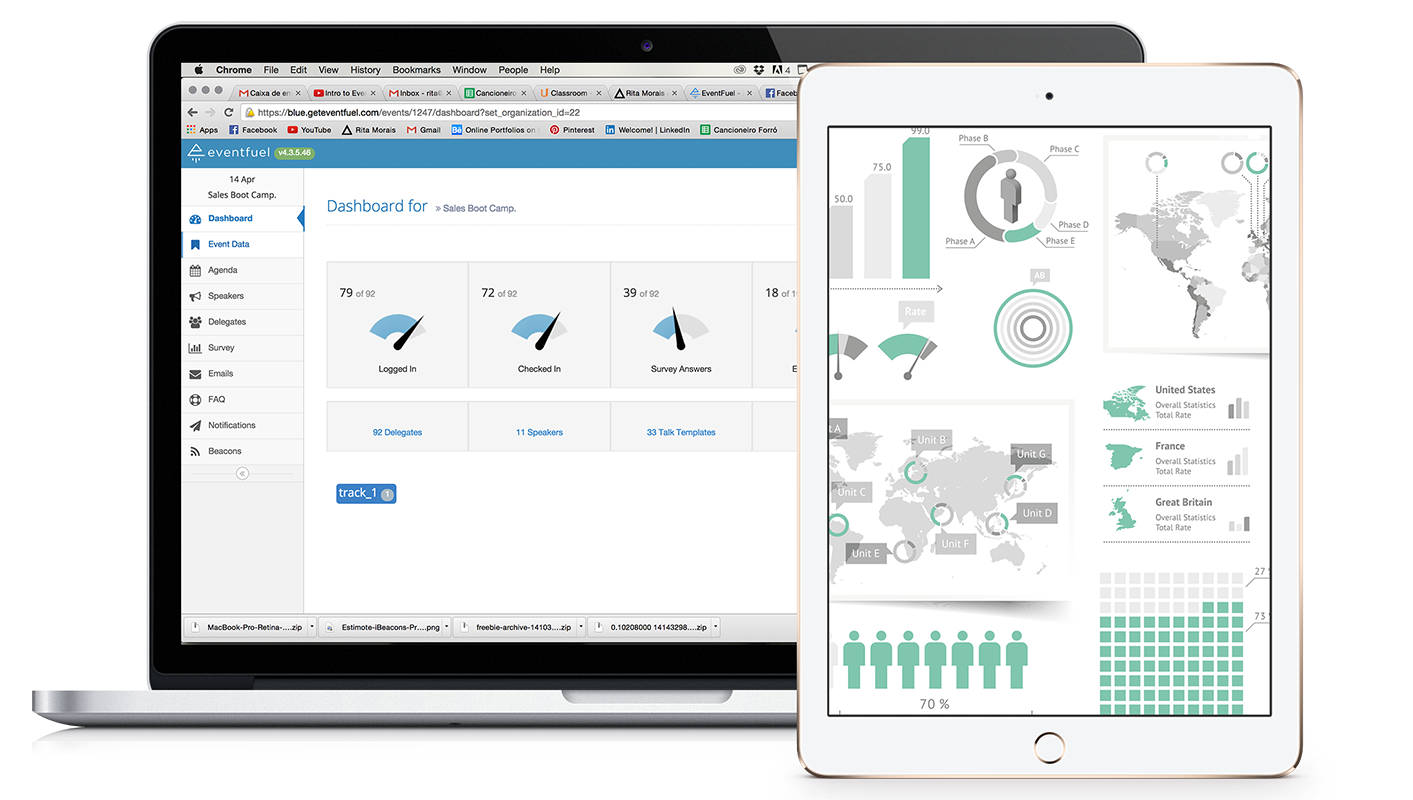 Chrome File Edit View History Bookmarks Window People Help 4
Caixa de en Intro to Ever Inbox - rita@ Cancioneiro Classroom - Rita Morais EventFuel - Faceb
https://blue.geteventfuel.com/events/1247/dashboard?set_organization_id=22
Apps Facebook YouTube Rita Morais Gmail Online Portfolios on Pinterest Welcome! | LinkedIn Cancioneiro Forró
eventfuel v4.3.5.46
14 Apr
Sales Boot Camp.
Dashboard
Event Data
Agenda
Speakers
Delegates
Survey
Emails
FAQ
Notifications
Beacons
Dashboard for » Sales Boot Camp.
79 of 92
Logged In
72 of 92
Checked In
39 of 92
Survey Answers
18 of 1
E
92 Delegates
11 Speakers
33 Talk Templates
track_1 1
MacBook-Pro-Retina-....zip Estimote-iBeacons-Pr....png freebie-archive-14103....zip 0.10208000 14143298....zip
50.0
75.0
99.0
Phase B
Phase C
Phase D
Phase E
Phase A
AB
Rate
t A
Unit B
Unit G
Unit C
Unit D
Unit E
Unit F
United States
Overall Statistics
Total Rate
France
Overall Statistics
Total Rate
Great Britain
Overall Statistics
Total Rate
27
73
70 %